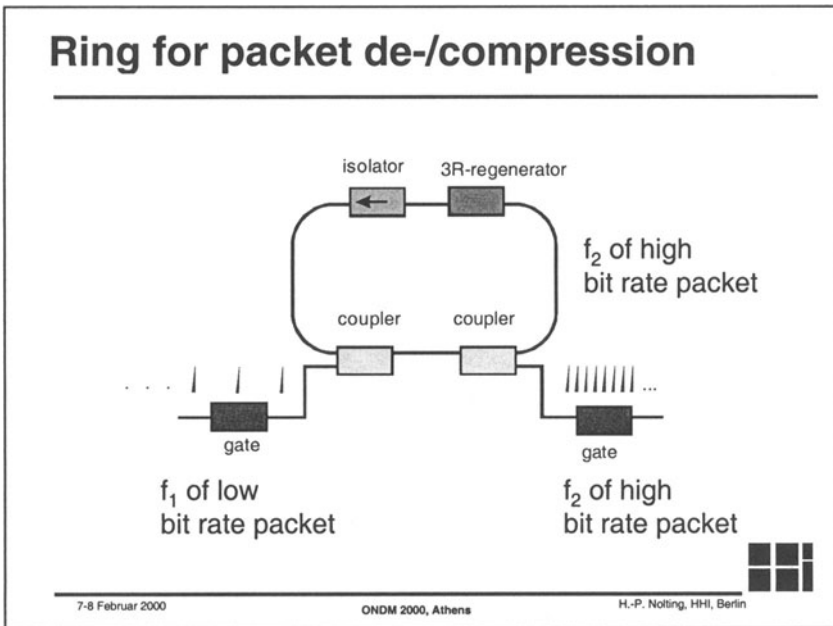 Ring for packet de-/compression
isolator
3R-regenerator
f₂ of high
bit rate packet
coupler
coupler
. . .
...
gate
gate
f₁ of low
bit rate packet
f₂ of high
bit rate packet
7-8 Februar 2000
ONDM 2000, Athens
H.-P. Nolting, HHI, Berlin